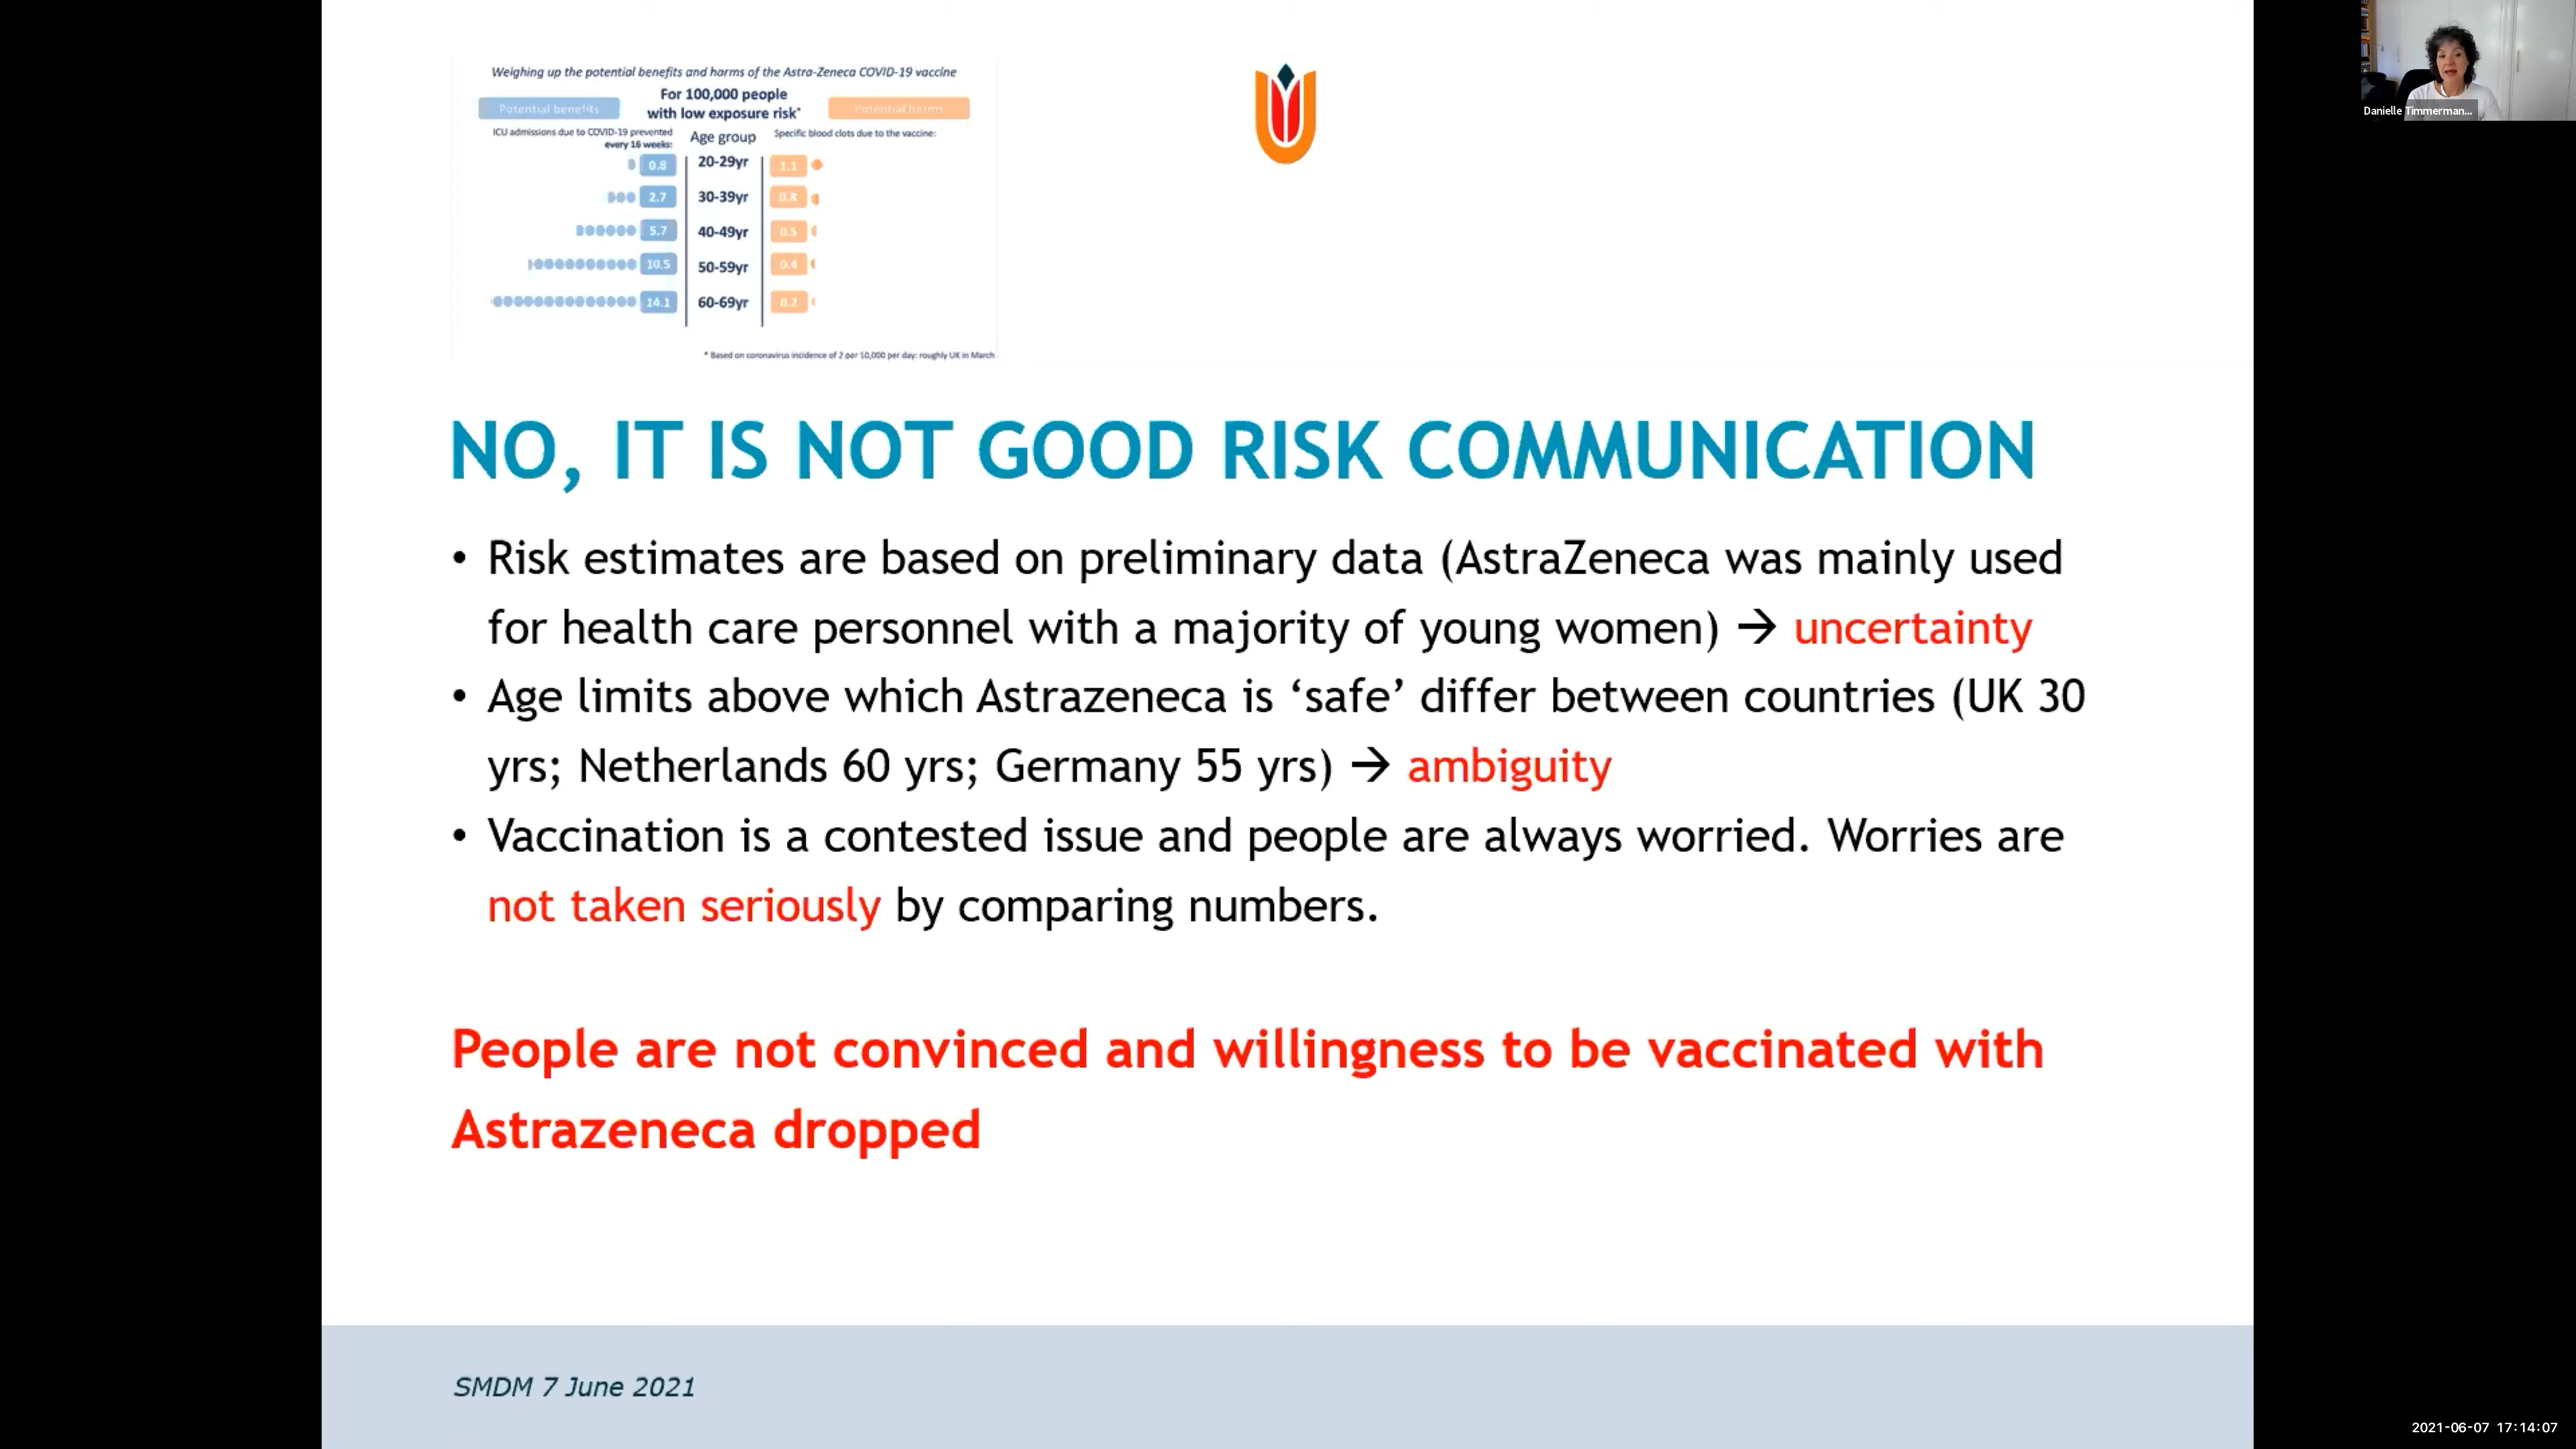 Weighing up the potential benefits and harms of the Astra-Zeneca COVID-19 vaccine
Potential benefits
For 100,000 people
with low exposure risk*
Potential harms
ICU admissions due to COVID-19 prevented
every 16 weeks:
Age group
Specific blood clots due to the vaccine:
0.8 20-29yr 1.1
2.7 30-39yr 0.8
5.7 40-49yr 0.5
10.5 50-59yr 0.4
14.1 60-69yr 0.2
* Based on coronavirus incidence of 2 per 10,000 per day: roughly UK in March
Danielle Timmerman...
NO, IT IS NOT GOOD RISK COMMUNICATION
• Risk estimates are based on preliminary data (AstraZeneca was mainly used
for health care personnel with a majority of young women) → uncertainty
• Age limits above which Astrazeneca is ‘safe’ differ between countries (UK 30
yrs; Netherlands 60 yrs; Germany 55 yrs) → ambiguity
• Vaccination is a contested issue and people are always worried. Worries are
not taken seriously by comparing numbers.
People are not convinced and willingness to be vaccinated with
Astrazeneca dropped
SMDM 7 June 2021
2021-06-07 17:14:07